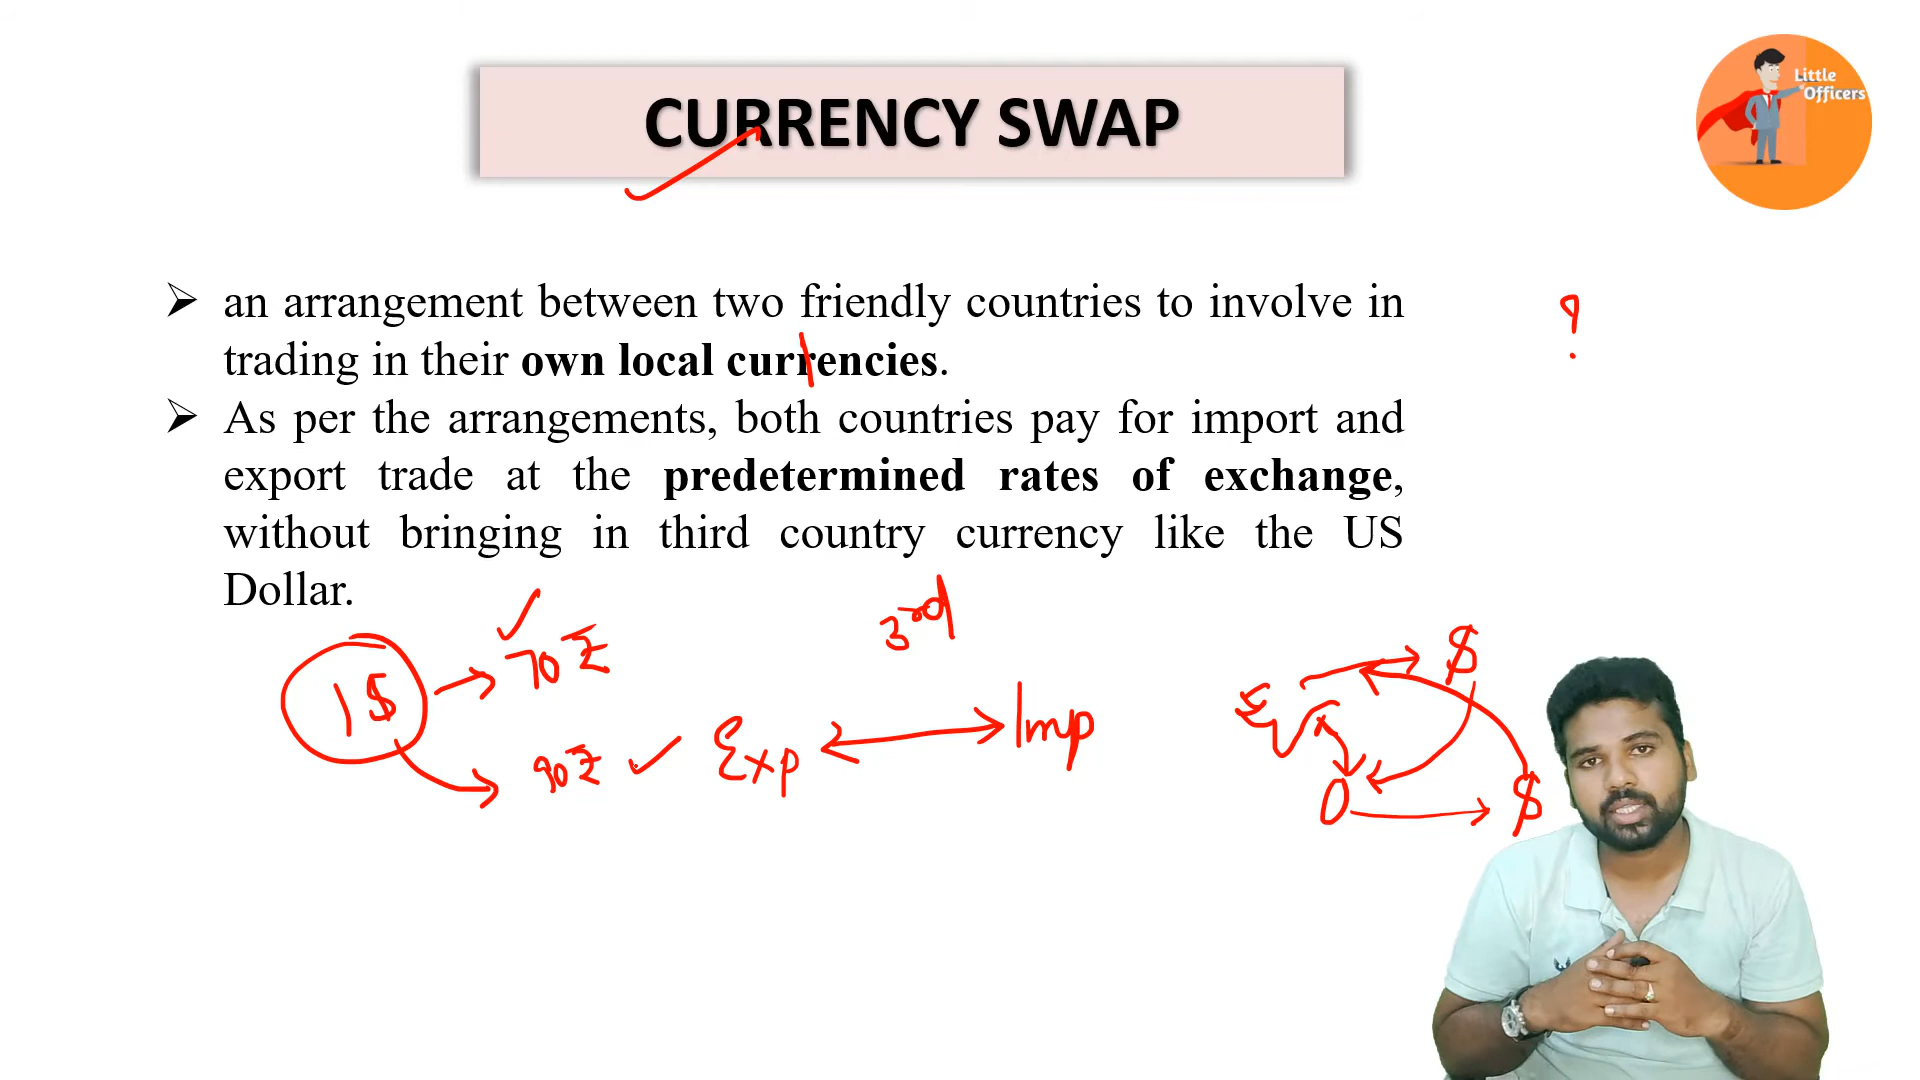 CURRENCY SWAP
Little
Officers
➢ an arrangement between two friendly countries to involve in
trading in their own local currencies.
?
➢ As per the arrangements, both countries pay for import and
export trade at the predetermined rates of exchange,
without bringing in third country currency like the US
Dollar.
3rd
1$
70 ₹
90 ₹
Exp
Imp
$
$